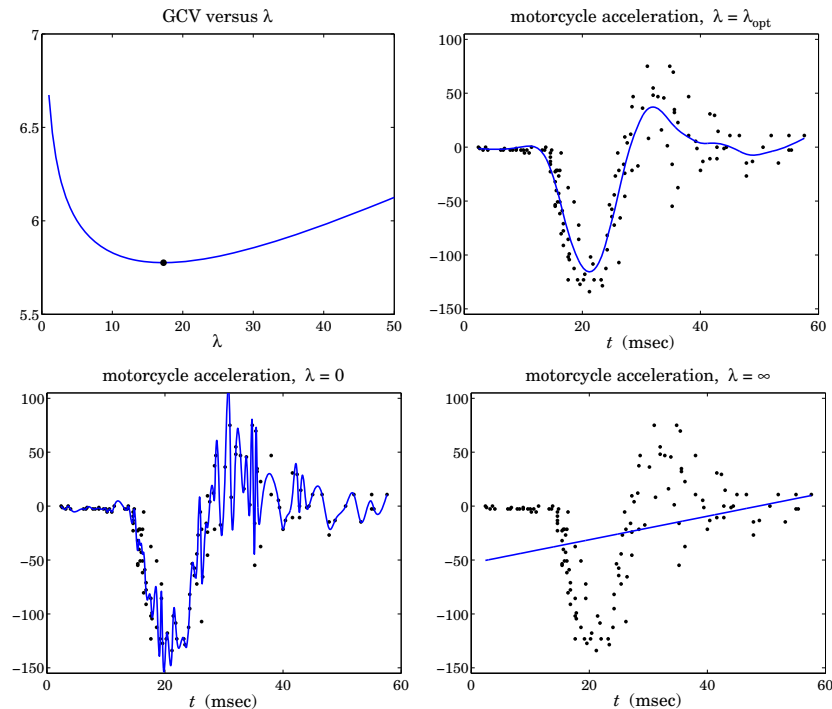 GCV versus λ
7
6.5
6
5.5
0 10 20 30 40 50
λ
motorcycle acceleration, λ = λopt
100
50
0
−50
−100
−150
0 20 40 60
t (msec)
motorcycle acceleration, λ = 0
100
50
0
−50
−100
−150
0 20 40 60
t (msec)
motorcycle acceleration, λ = ∞
100
50
0
−50
−100
−150
0 20 40 60
t (msec)